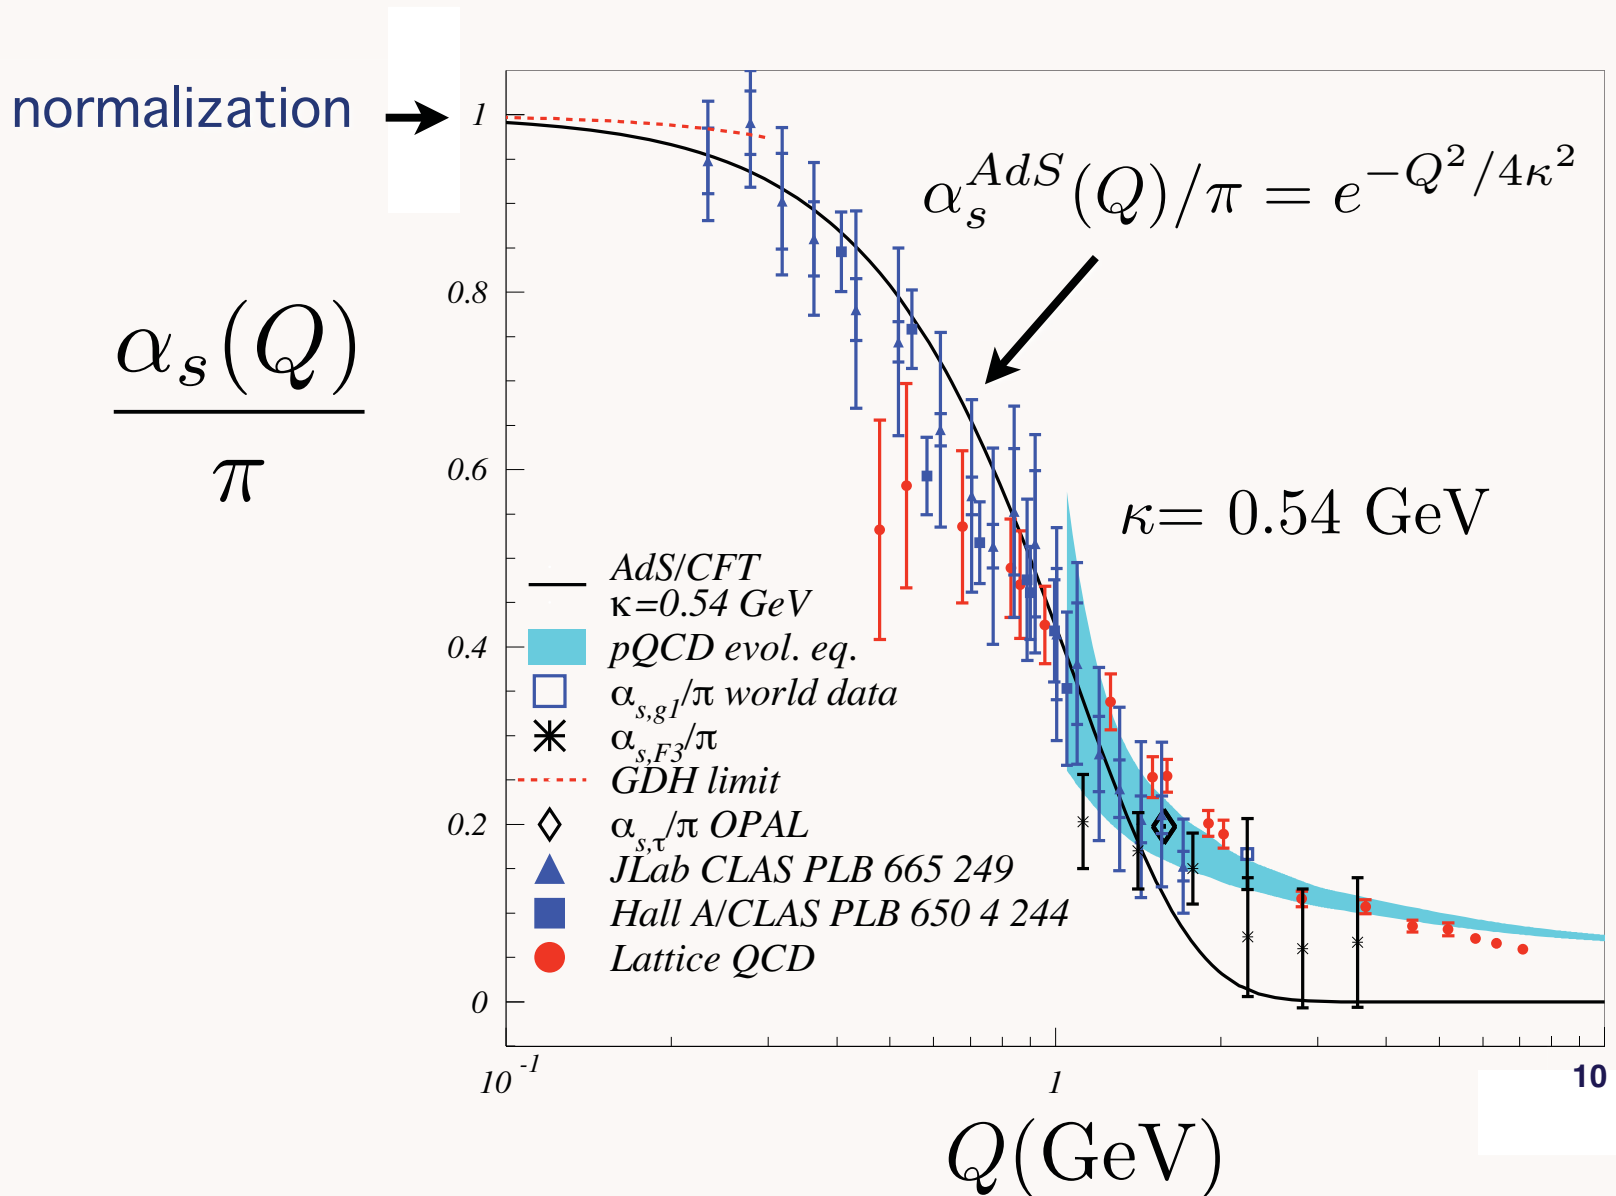 normalization
1
0.8
0.6
0.4
0.2
0
α_s^{AdS}(Q)/π = e^{−Q²/4κ²}
α_s(Q)
π
κ= 0.54 GeV
AdS/CFT
κ=0.54 GeV
pQCD evol. eq.
α_{s,g1}/π world data
α_{s,F3}/π
GDH limit
α_{s,τ}/π OPAL
JLab CLAS PLB 665 249
Hall A/CLAS PLB 650 4 244
Lattice QCD
10^{-1}
1
10
Q(GeV)